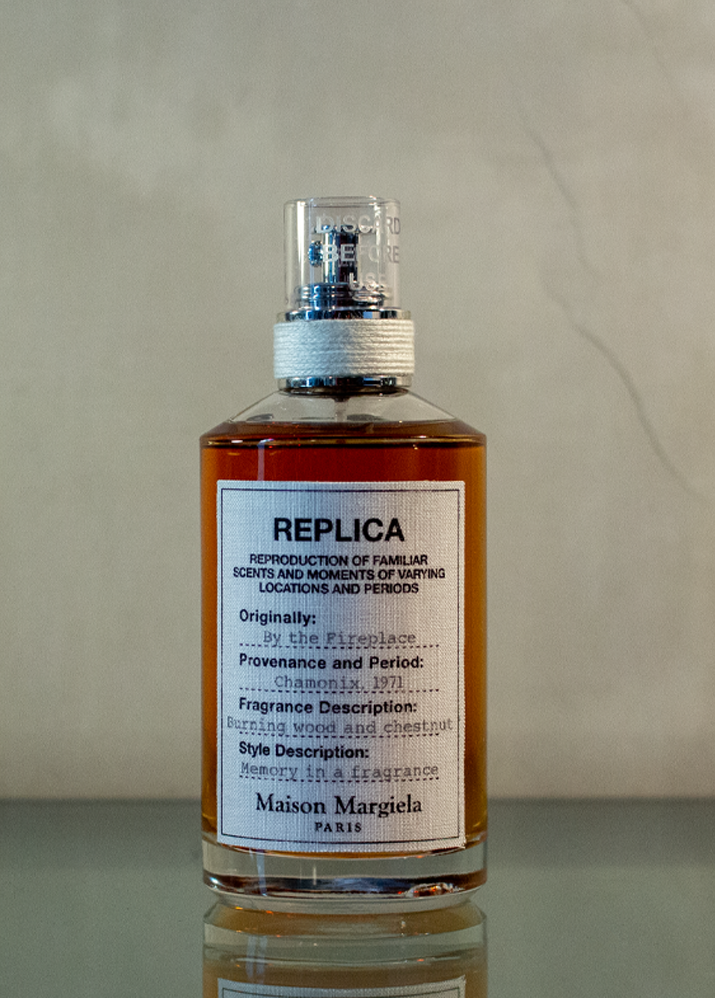 DISCARD
BEFORE
USE
REPLICA
REPRODUCTION OF FAMILIAR
SCENTS AND MOMENTS OF VARYING
LOCATIONS AND PERIODS
Originally:
By the Fireplace
Provenance and Period:
Chamonix, 1971
Fragrance Description:
Burning wood and chestnut
Style Description:
Memory in a fragrance
Maison Margiela
PARIS